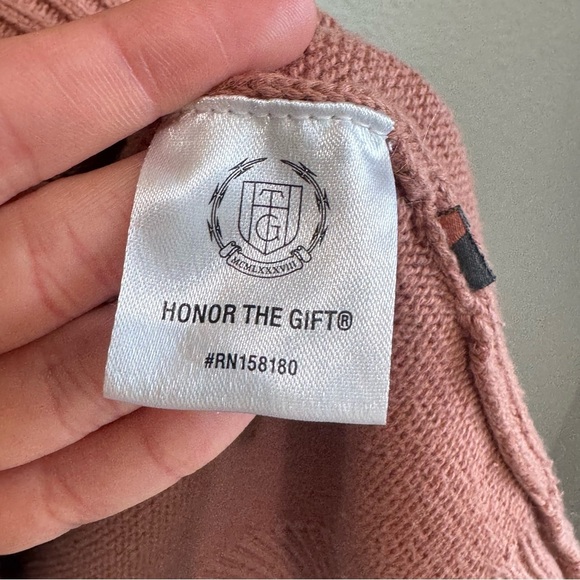 HTG
MCMLXXXVIII
HONOR THE GIFT®
#RN158180